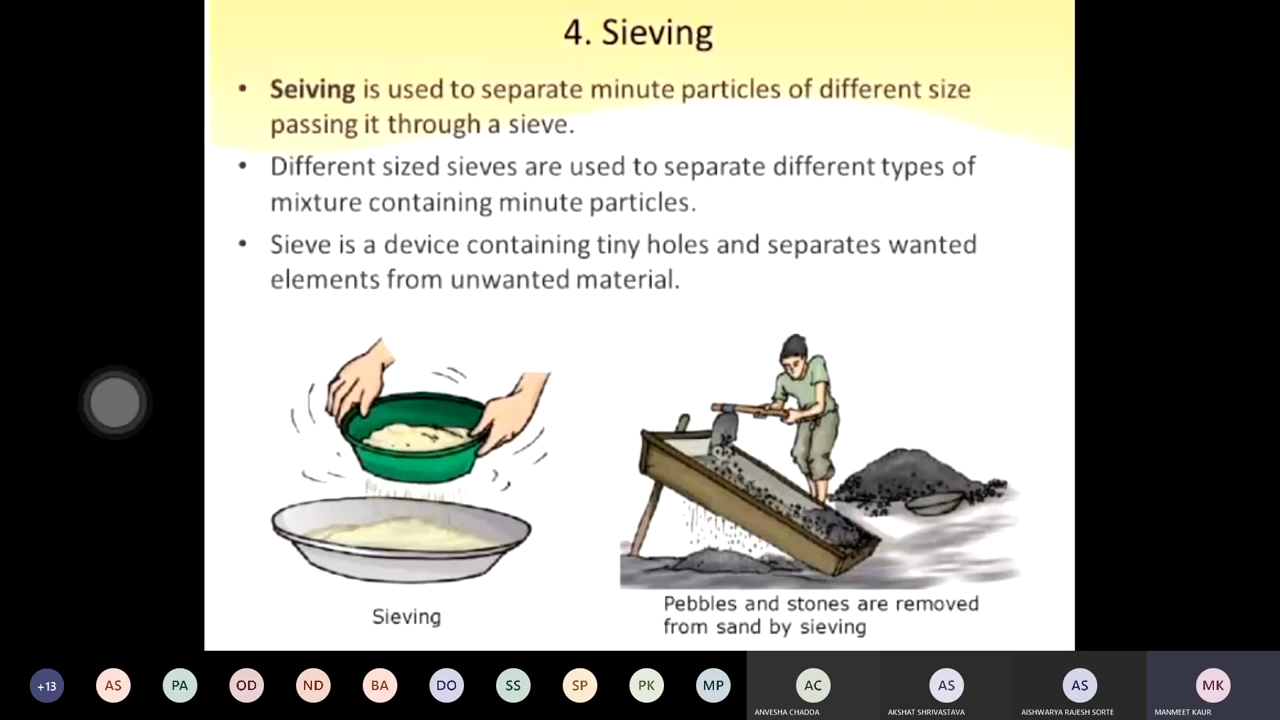 4. Sieving
• Seiving is used to separate minute particles of different size
passing it through a sieve.
• Different sized sieves are used to separate different types of
mixture containing minute particles.
• Sieve is a device containing tiny holes and separates wanted
elements from unwanted material.
Sieving
Pebbles and stones are removed
from sand by sieving
+13 AS PA OD ND BA DO SS SP PK MP AC AS AS MK
ANVESHA CHADDA AKSHAT SHRIVASTAVA AISHWARYA RAJESH SORTE MANMEET KAUR